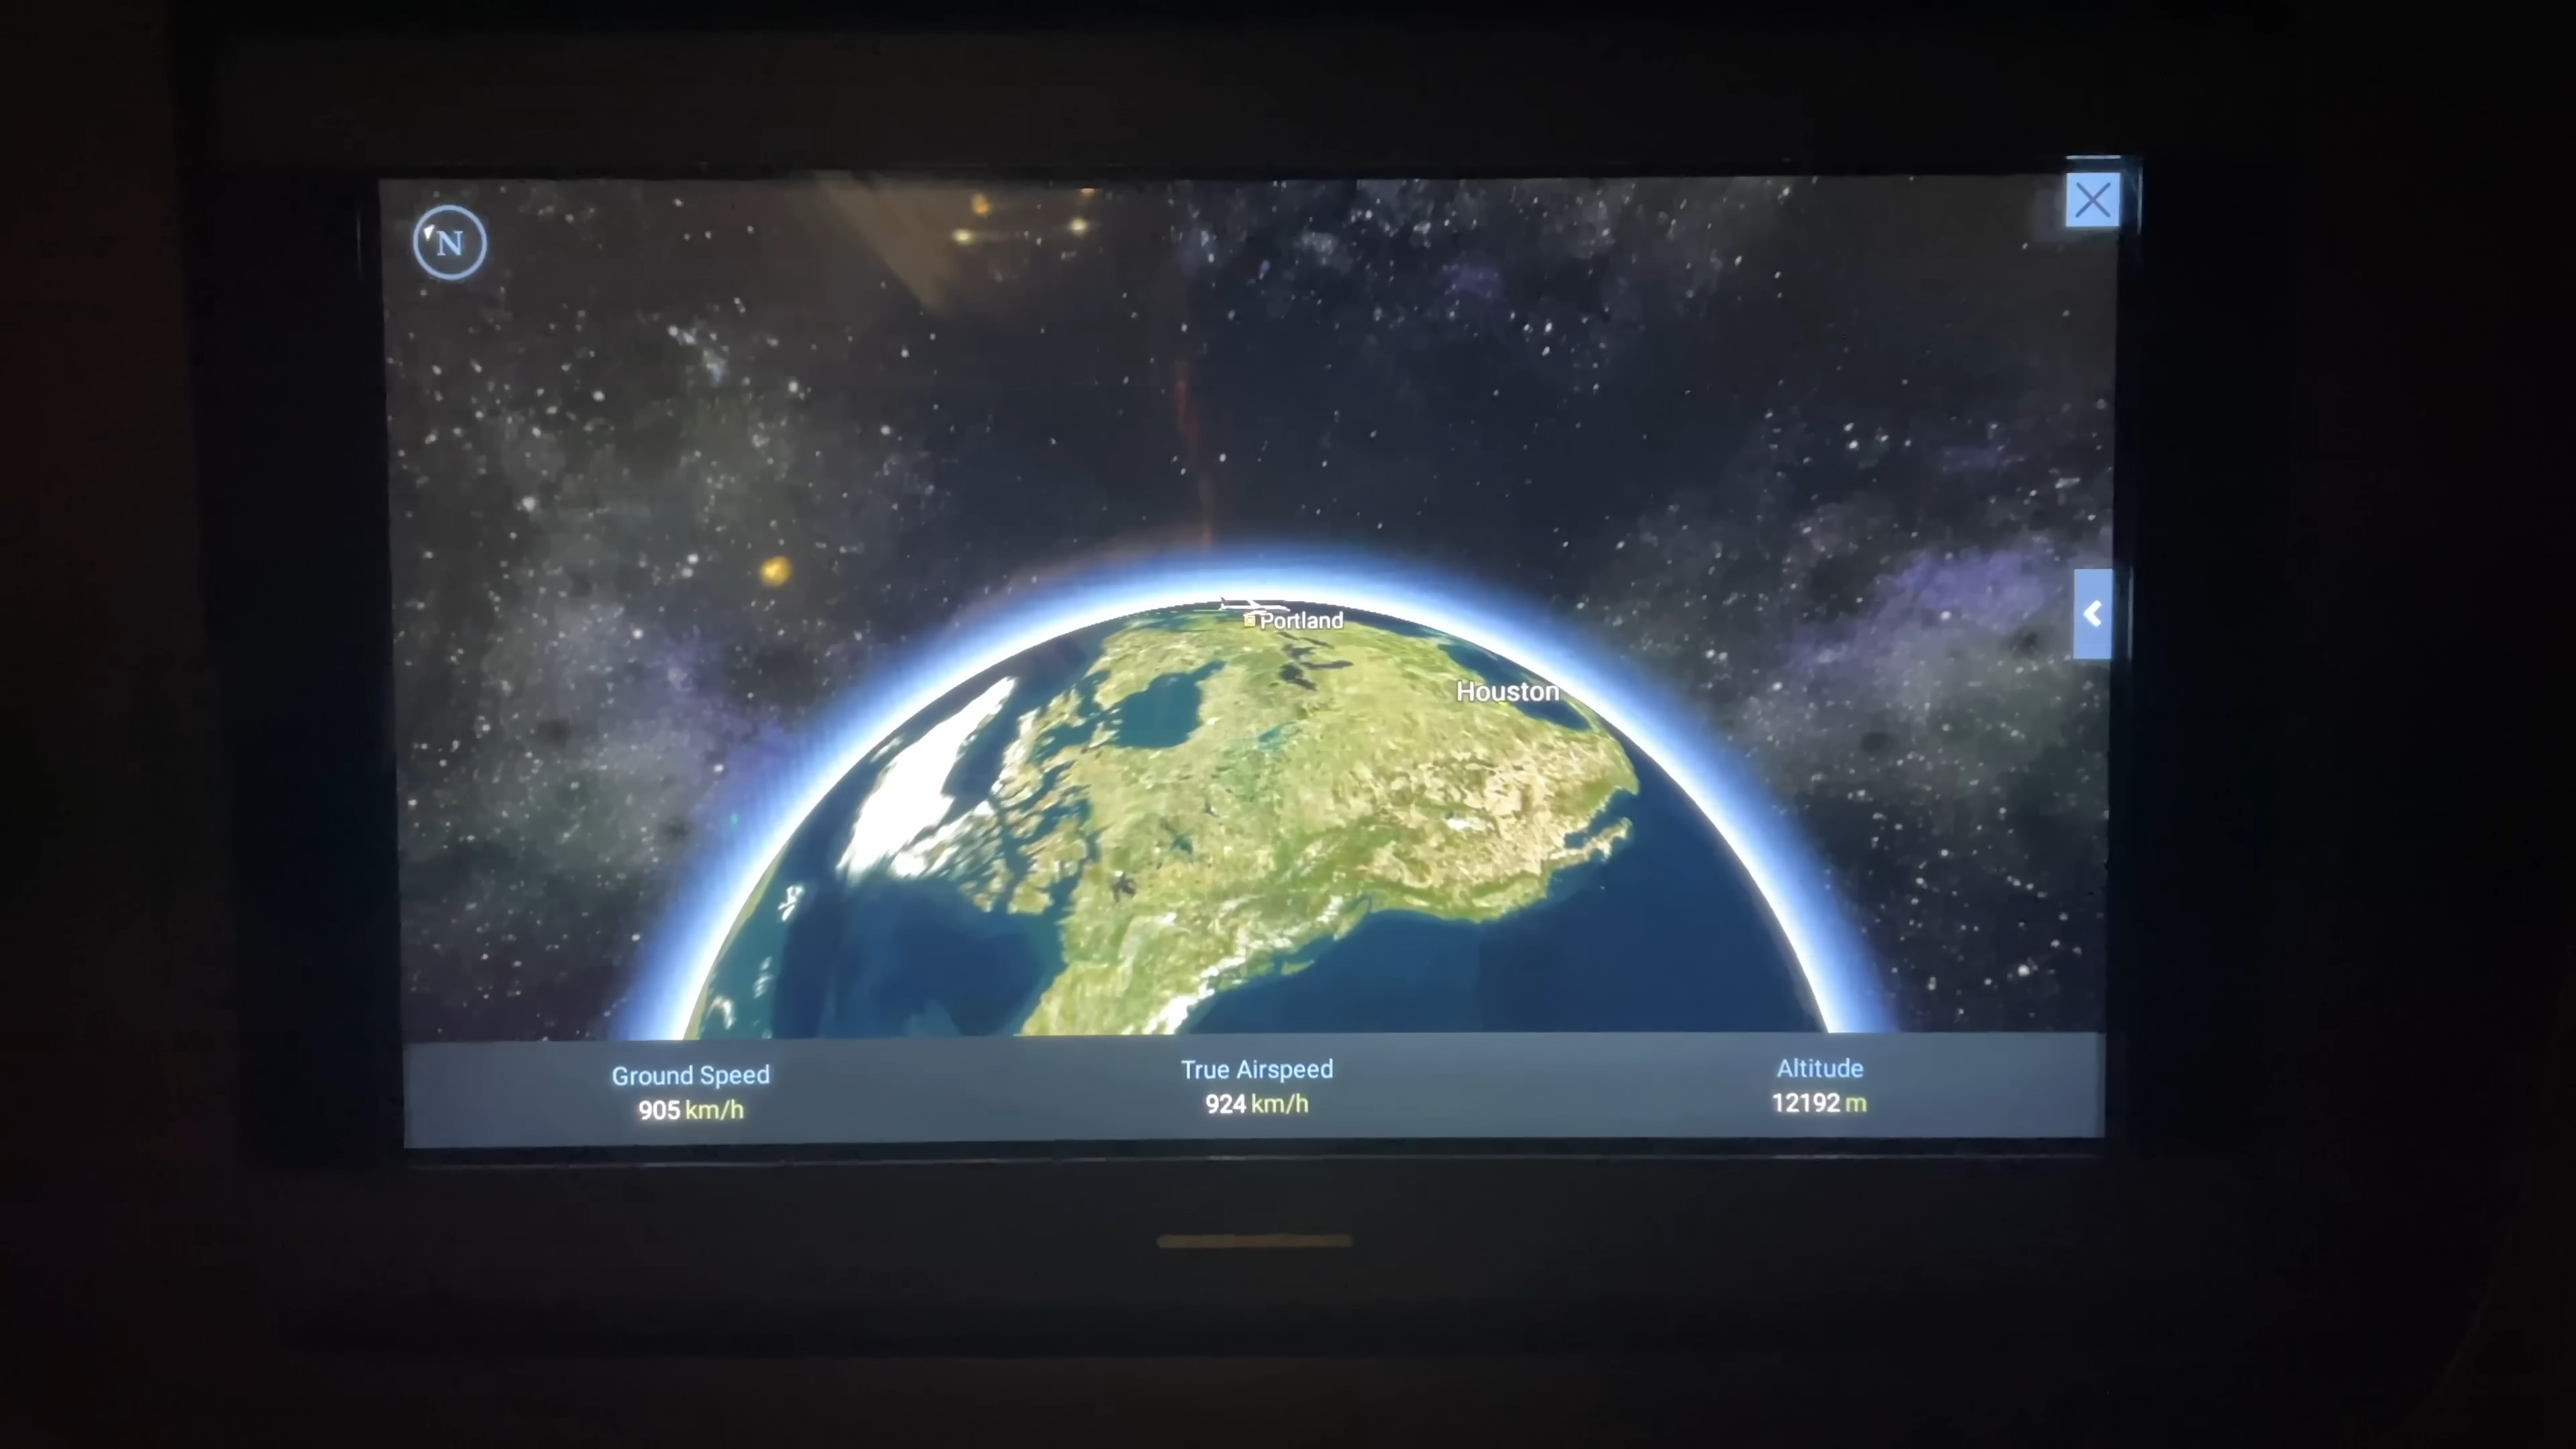 N
Portland
Houston
Ground Speed
905 km/h
True Airspeed
924 km/h
Altitude
12192 m